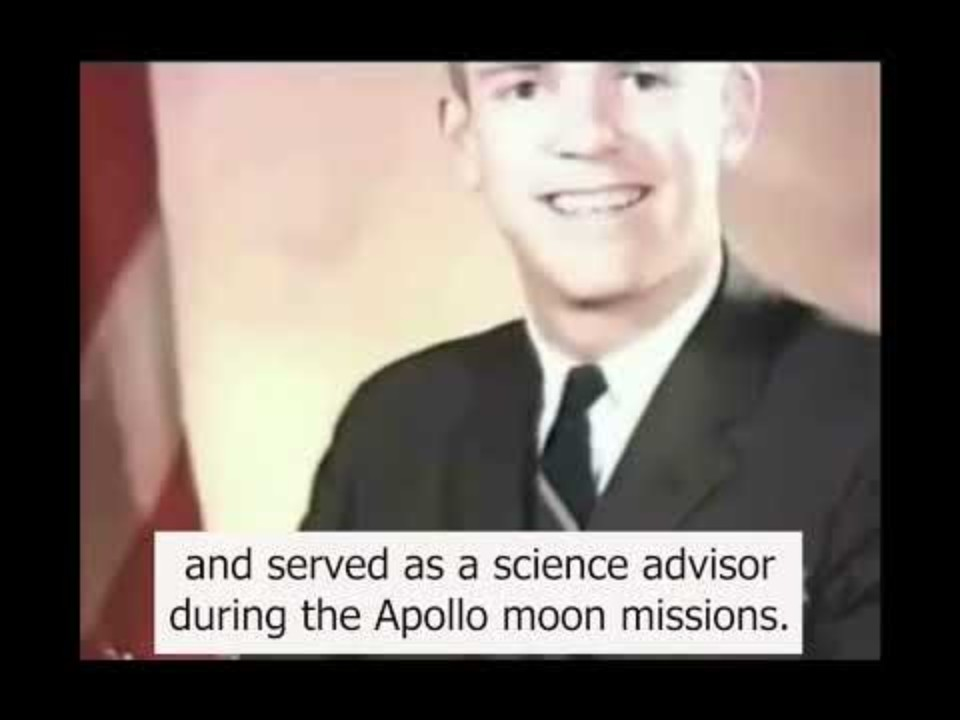 and served as a science advisor
during the Apollo moon missions.